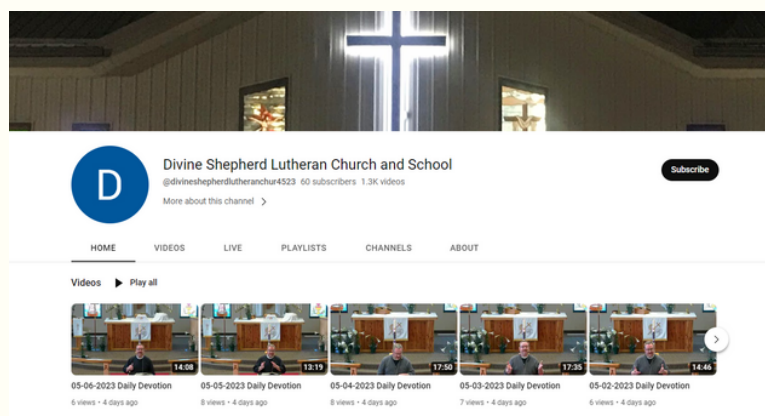 D
Divine Shepherd Lutheran Church and School
@divineshepherdlutheranchur4523 60 subscribers 1.3K videos
More about this channel
Subscribe
HOME VIDEOS LIVE PLAYLISTS CHANNELS ABOUT
Videos Play all
14:08 13:19 17:50 17:35 14:46
05-06-2023 Daily Devotion 05-05-2023 Daily Devotion 05-04-2023 Daily Devotion 05-03-2023 Daily Devotion 05-02-2023 Daily Devotion
6 views • 4 days ago 8 views • 4 days ago 8 views • 4 days ago 7 views • 4 days ago 6 views • 4 days ago